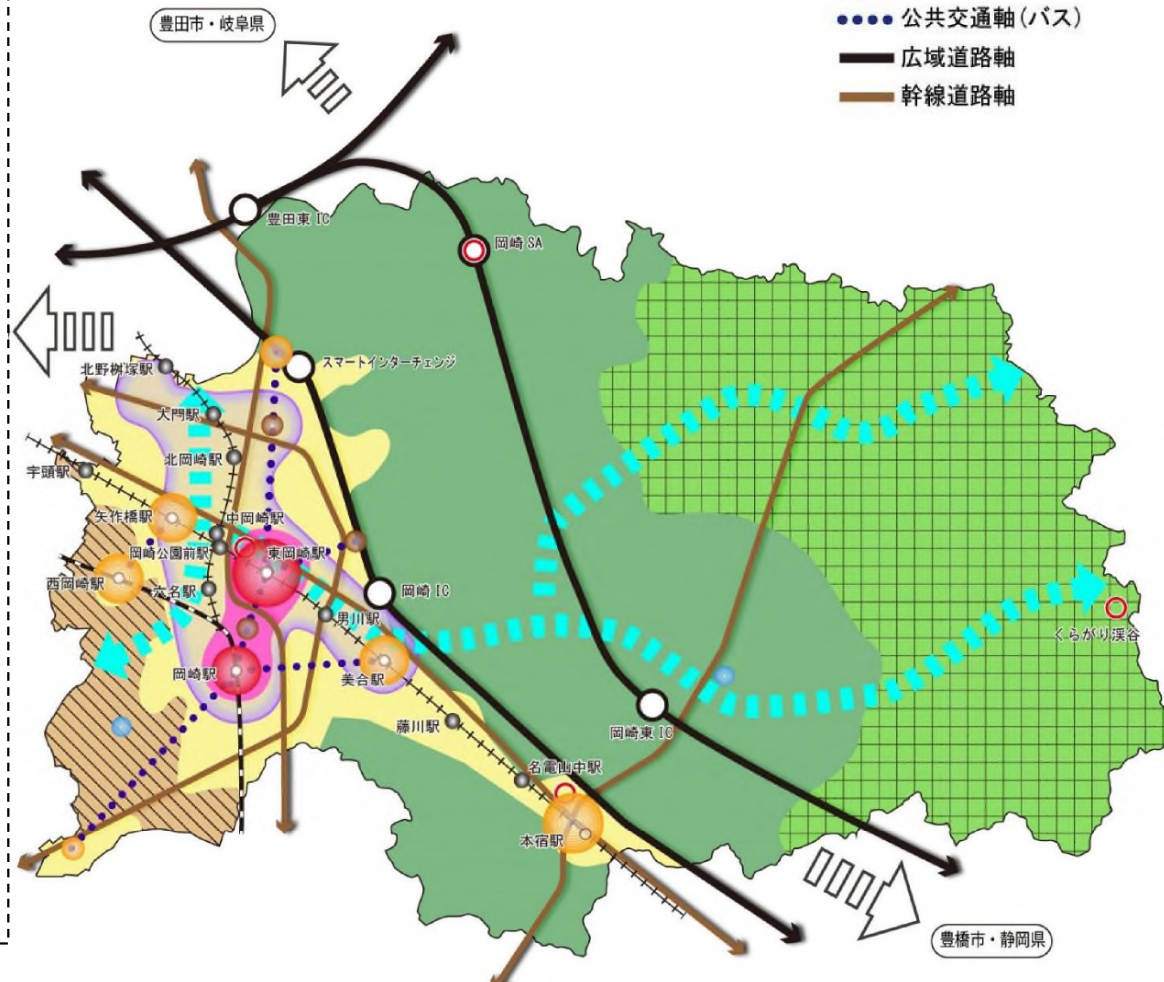 豊田市・岐阜県
公共交通軸(バス)
広域道路軸
幹線道路軸
豊田東 IC
岡崎 SA
スマートインターチェンジ
北野桝塚駅
大門駅
北岡崎駅
宇頭駅
矢作橋駅
中岡崎駅
岡崎公園前駅
東岡崎駅
西岡崎駅
六名駅
岡崎 IC
男川駅
くらがり渓谷
岡崎駅
美合駅
藤川駅
岡崎東 IC
名電山中駅
本宿駅
豊橋市・静岡県